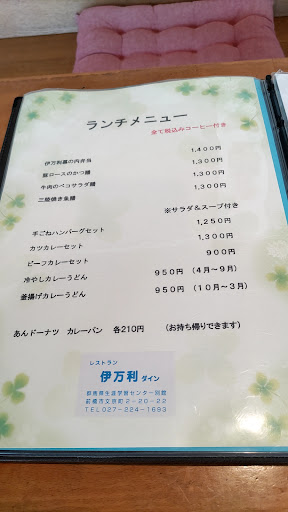 ランチメニュー
全て税込みコーヒー付き
1,400円
伊万利幕の内弁当 1,300円
豚ロースのかつ膳 1,300円
牛肉のペコサラダ膳 1,300円
三陸焼き魚膳
※サラダ&スープ付き
手ごねハンバーグセット 1,250円
カツカレーセット 1,300円
ビーフカレーセット 900円
冷やしカレーうどん 950円 (4月~9月)
釜揚げカレーうどん 950円 (10月~3月)
あんドーナツ カレーパン 各210円 (お持ち帰りできます)
レストラン
伊万利ダイン
群馬県生涯学習センター別館
前橋市文京町2-20-22
TEL027-224-1693